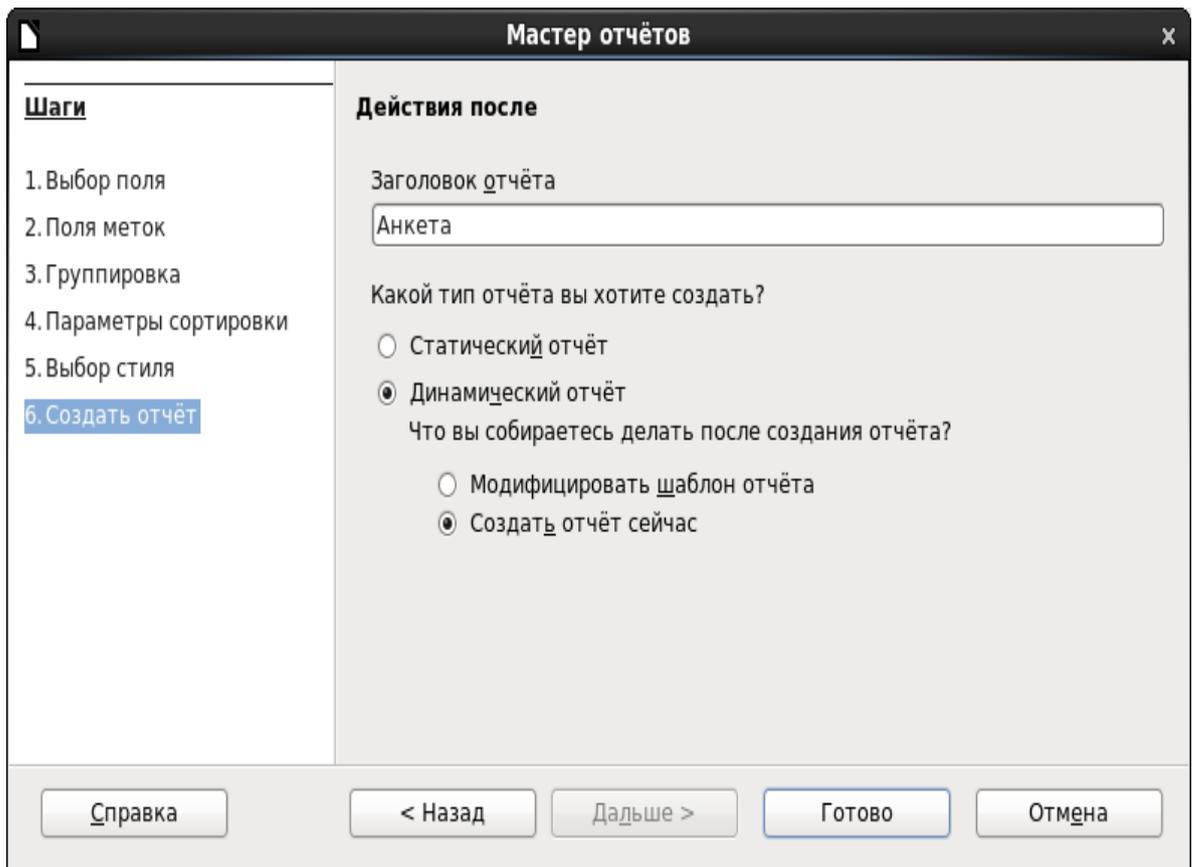 Мастер отчётов
Шаги
1. Выбор поля
2. Поля меток
3. Группировка
4. Параметры сортировки
5. Выбор стиля
6. Создать отчёт
Действия после
Заголовок отчёта
Анкета
Какой тип отчёта вы хотите создать?
Статический отчёт
Динамический отчёт
Что вы собираетесь делать после создания отчёта?
Модифицировать шаблон отчёта
Создать отчёт сейчас
Справка
< Назад
Дальше >
Готово
Отмена